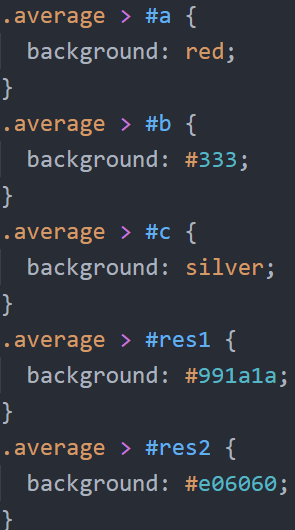 .average > #a {
  background: red;
}
.average > #b {
  background: #333;
}
.average > #c {
  background: silver;
}
.average > #res1 {
  background: #991a1a;
}
.average > #res2 {
  background: #e06060;
}